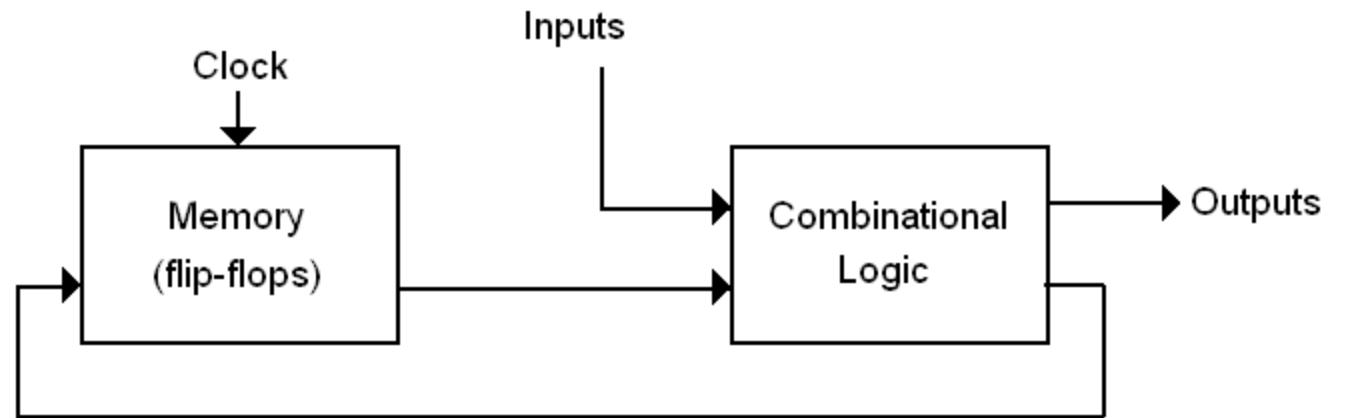 Inputs
Clock
Memory
(flip-flops)
Combinational
Logic
Outputs